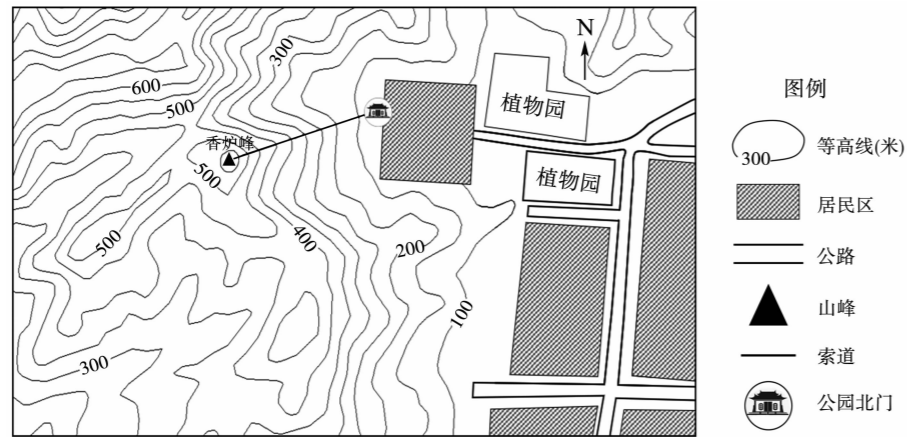 300
N
600
500
植物园
香炉峰
500
植物园
500
400
200
100
300
图例
300
等高线(米)
居民区
公路
山峰
索道
公园北门